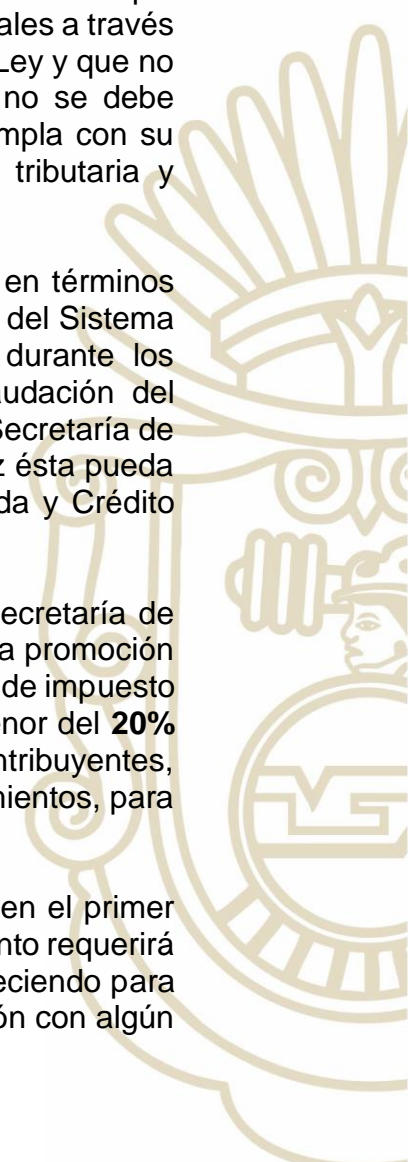 ales a través
Ley y que no
no se debe
mpla con su
tributaria y
en términos
del Sistema
durante los
audación del
Secretaría de
z ésta pueda
da y Crédito
ecretaría de
a promoción
de impuesto
enor del 20%
ntribuyentes,
mientos, para
en el primer
nto requerirá
eciendo para
ón con algún